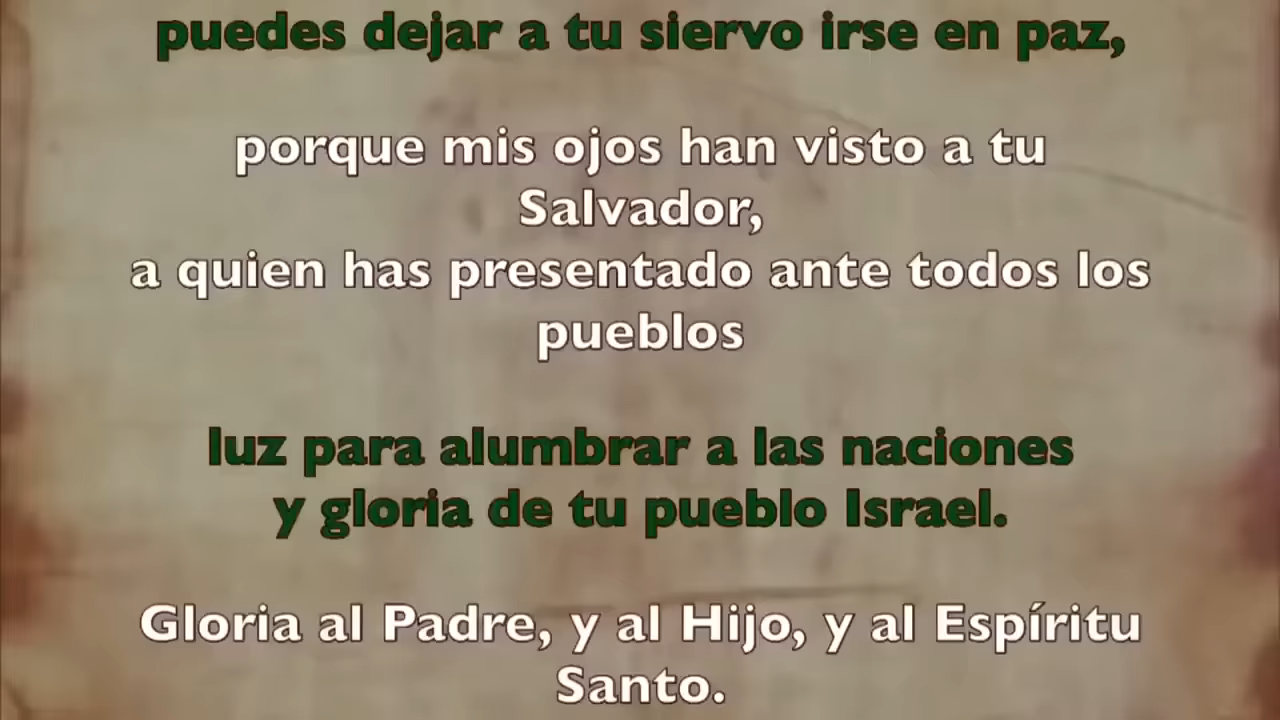 puedes dejar a tu siervo irse en paz,
porque mis ojos han visto a tu
Salvador,
a quien has presentado ante todos los
pueblos
luz para alumbrar a las naciones
y gloria de tu pueblo Israel.
Gloria al Padre, y al Hijo, y al Espíritu
Santo.